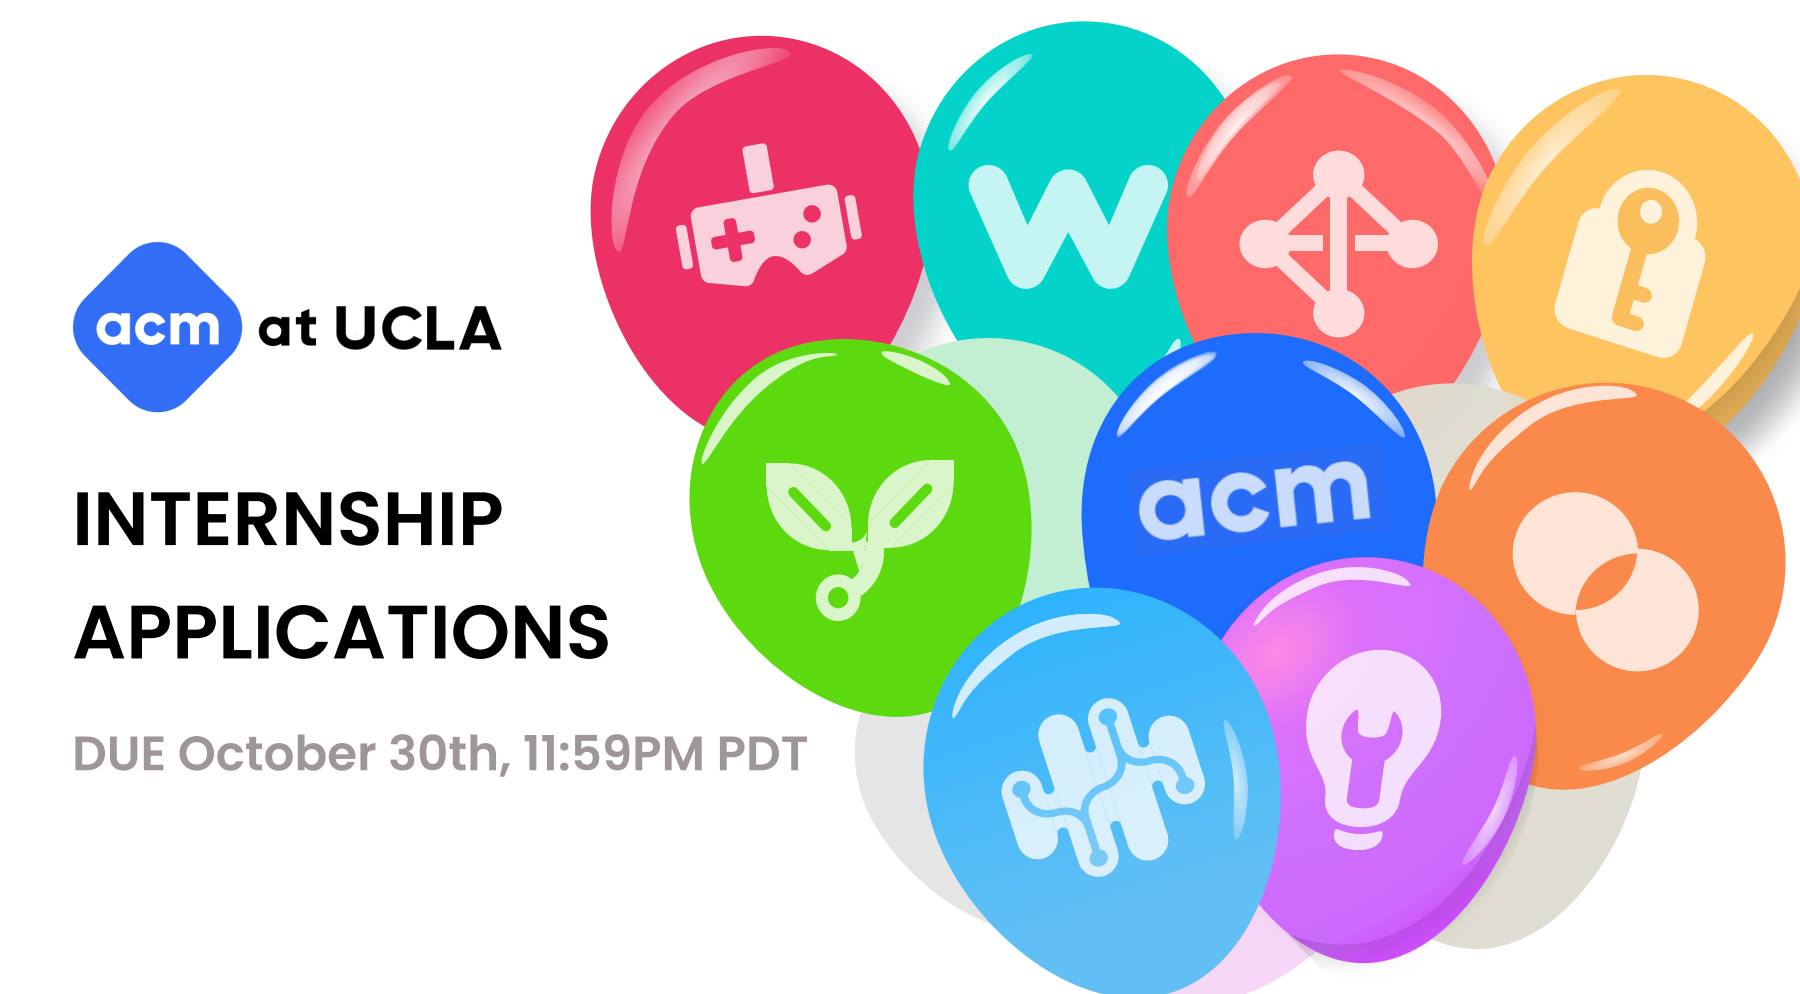 acm at UCLA
INTERNSHIP
APPLICATIONS
DUE October 30th, 11:59PM PDT
w
acm